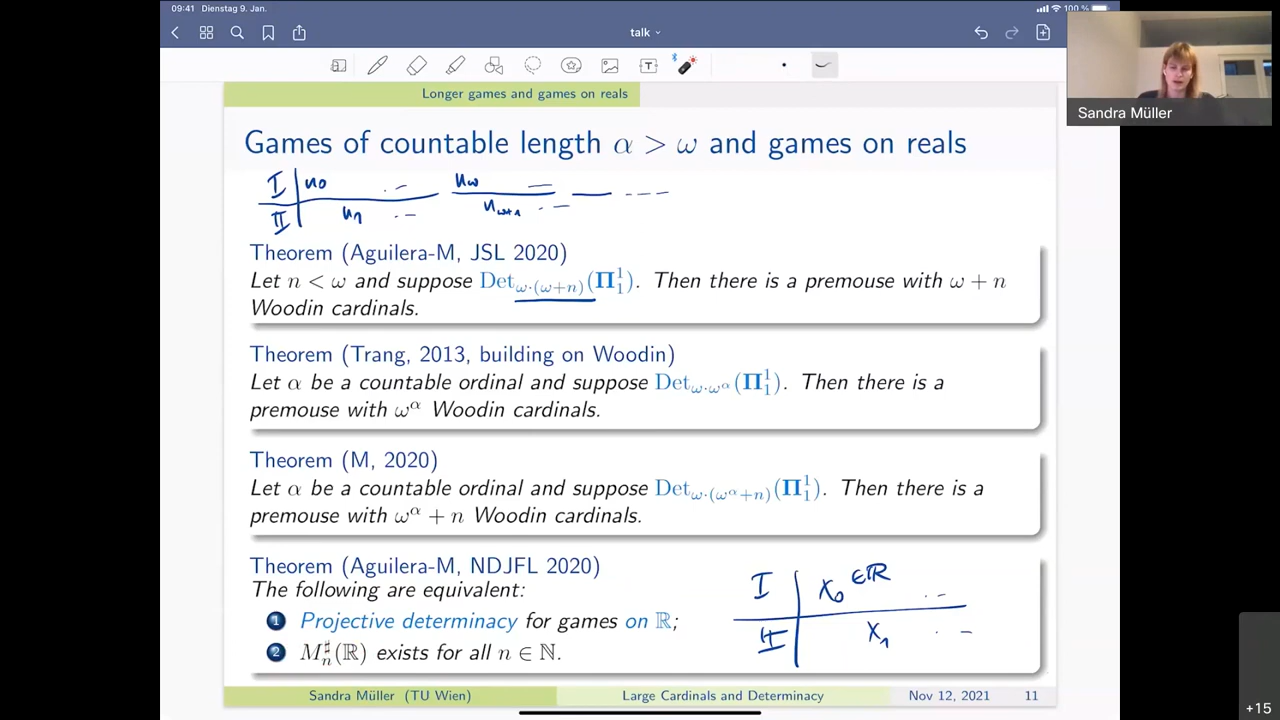 09:41 Dienstag 9. Jan.
100 %
talk
T
Sandra Müller
Longer games and games on reals
Games of countable length α > ω and games on reals
I n₀ ··
n_ω
II n₁ ··
n_{ω+1} ··
Theorem (Aguilera-M, JSL 2020)
Let n < ω and suppose Det_{ω·(ω+n)}(𝚷¹₁). Then there is a premouse with ω + n
Woodin cardinals.
Theorem (Trang, 2013, building on Woodin)
Let α be a countable ordinal and suppose Det_{ω·ω^α}(𝚷¹₁). Then there is a
premouse with ω^α Woodin cardinals.
Theorem (M, 2020)
Let α be a countable ordinal and suppose Det_{ω·(ω^α+n)}(𝚷¹₁). Then there is a
premouse with ω^α + n Woodin cardinals.
Theorem (Aguilera-M, NDJFL 2020)
The following are equivalent:
1 Projective determinacy for games on ℝ;
2 M_n^♯(ℝ) exists for all n ∈ ℕ.
I x₀ ∈ℝ ··
II x₁ ··
Sandra Müller (TU Wien)
Large Cardinals and Determinacy
Nov 12, 2021
11
+15